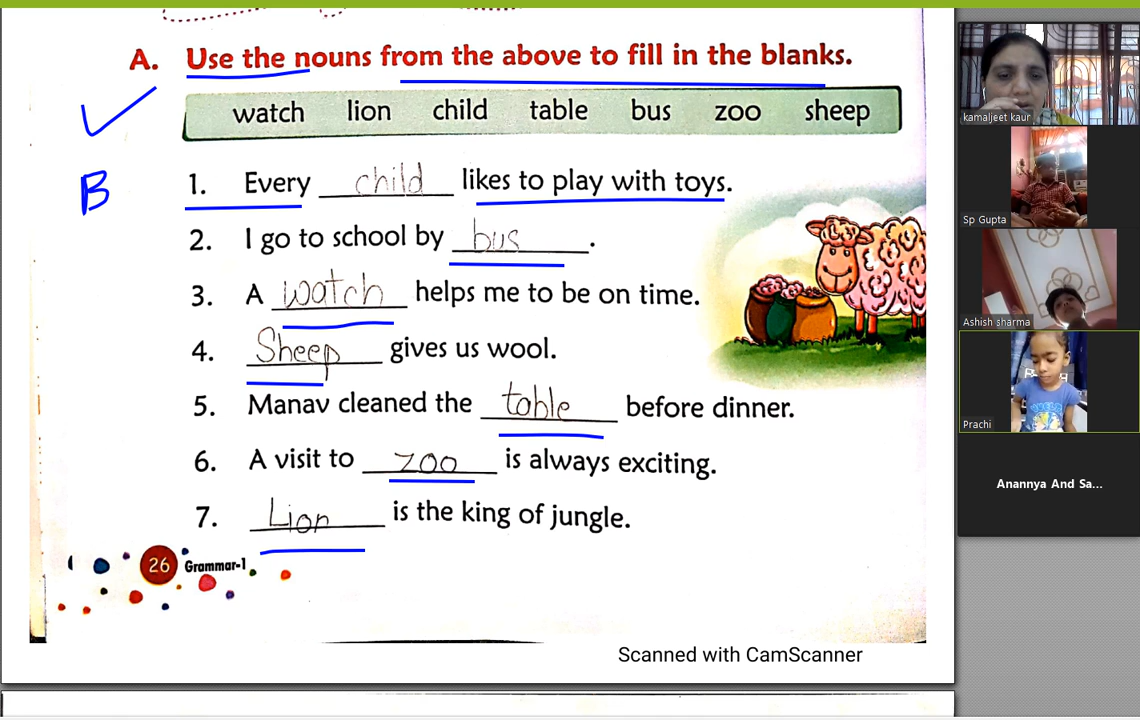 A. Use the nouns from the above to fill in the blanks.
watch lion child table bus zoo sheep
B
1. Every child likes to play with toys.
2. I go to school by bus.
3. A watch helps me to be on time.
4. Sheep gives us wool.
5. Manav cleaned the table before dinner.
6. A visit to zoo is always exciting.
7. Lion is the king of jungle.
26 Grammar-1
Scanned with CamScanner
kamaljeet kaur
Sp Gupta
Ashish sharma
Prachi
Anannya And Sa...